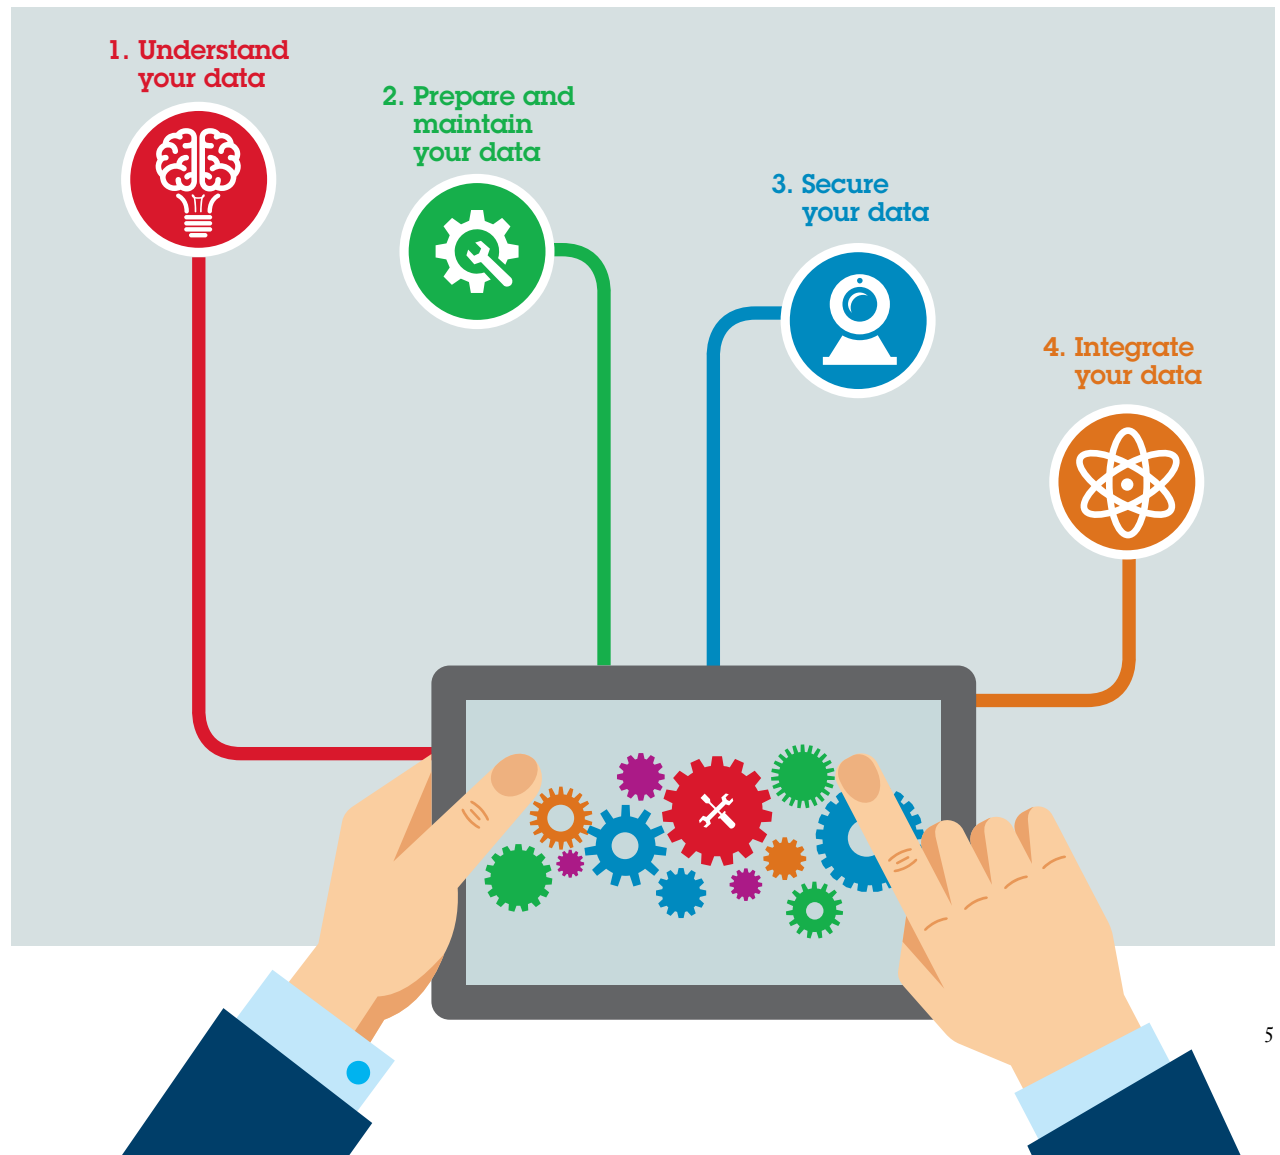 1. Understand
your data
2. Prepare and
maintain
your data
3. Secure
your data
4. Integrate
your data
5